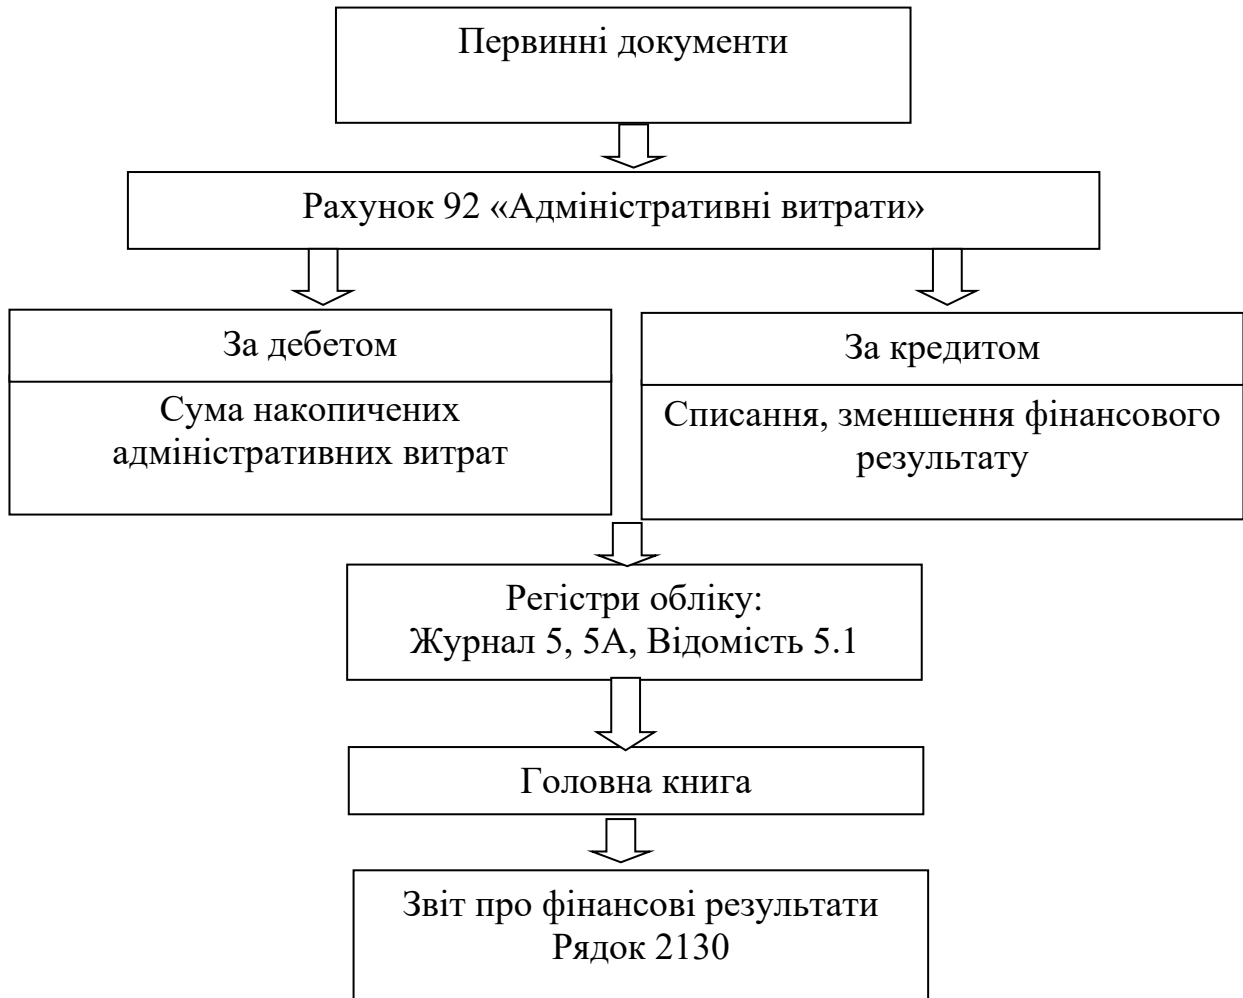 Первинні документи
Рахунок 92 «Адміністративні витрати»
За дебетом
Сума накопичених
адміністративних витрат
За кредитом
Списання, зменшення фінансового
результату
Регістри обліку:
Журнал 5, 5А, Відомість 5.1
Головна книга
Звіт про фінансові результати
Рядок 2130